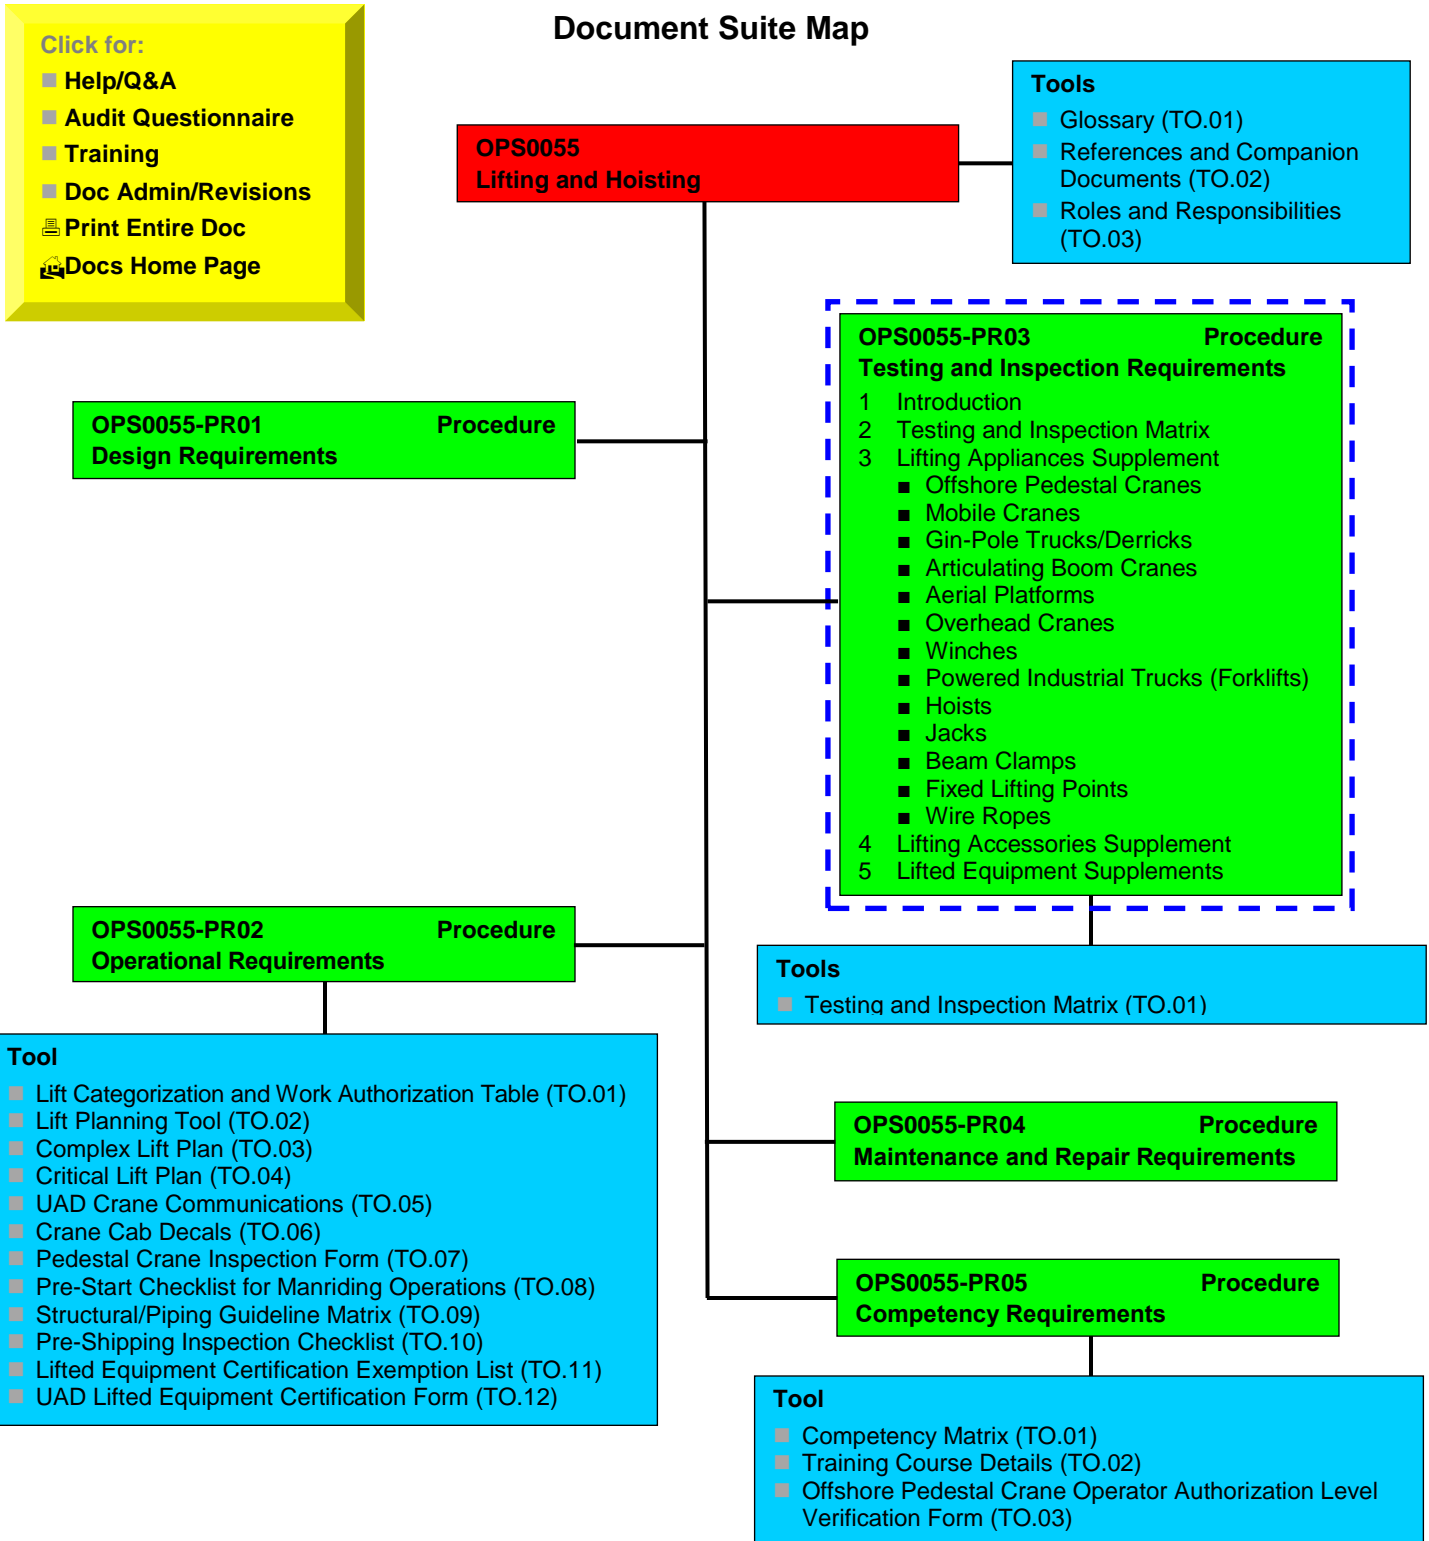 Document Suite Map
Click for:
Help/Q&A
Audit Questionnaire
Training
Doc Admin/Revisions
Print Entire Doc
Docs Home Page
OPS0055
Lifting and Hoisting
Tools
Glossary (TO.01)
References and Companion
Documents (TO.02)
Roles and Responsibilities
(TO.03)
OPS0055-PR01 Procedure
Design Requirements
OPS0055-PR03 Procedure
Testing and Inspection Requirements
1 Introduction
2 Testing and Inspection Matrix
3 Lifting Appliances Supplement
■ Offshore Pedestal Cranes
■ Mobile Cranes
■ Gin-Pole Trucks/Derricks
■ Articulating Boom Cranes
■ Aerial Platforms
■ Overhead Cranes
■ Winches
■ Powered Industrial Trucks (Forklifts)
■ Hoists
■ Jacks
■ Beam Clamps
■ Fixed Lifting Points
■ Wire Ropes
4 Lifting Accessories Supplement
5 Lifted Equipment Supplements
Tools
Testing and Inspection Matrix (TO.01)
OPS0055-PR02 Procedure
Operational Requirements
Tool
Lift Categorization and Work Authorization Table (TO.01)
Lift Planning Tool (TO.02)
Complex Lift Plan (TO.03)
Critical Lift Plan (TO.04)
UAD Crane Communications (TO.05)
Crane Cab Decals (TO.06)
Pedestal Crane Inspection Form (TO.07)
Pre-Start Checklist for Manriding Operations (TO.08)
Structural/Piping Guideline Matrix (TO.09)
Pre-Shipping Inspection Checklist (TO.10)
Lifted Equipment Certification Exemption List (TO.11)
UAD Lifted Equipment Certification Form (TO.12)
OPS0055-PR04 Procedure
Maintenance and Repair Requirements
OPS0055-PR05 Procedure
Competency Requirements
Tool
Competency Matrix (TO.01)
Training Course Details (TO.02)
Offshore Pedestal Crane Operator Authorization Level
Verification Form (TO.03)